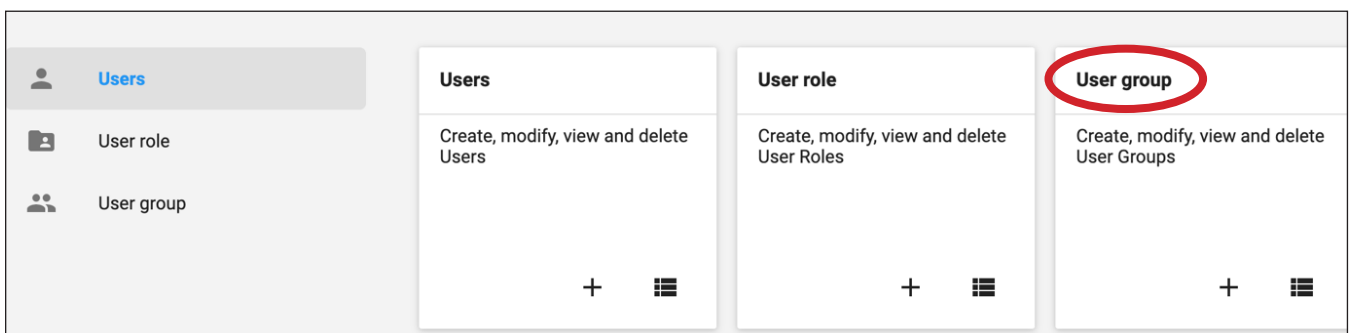 Users
User role
User group
Users
Create, modify, view and delete
Users
User role
Create, modify, view and delete
User Roles
User group
Create, modify, view and delete
User Groups